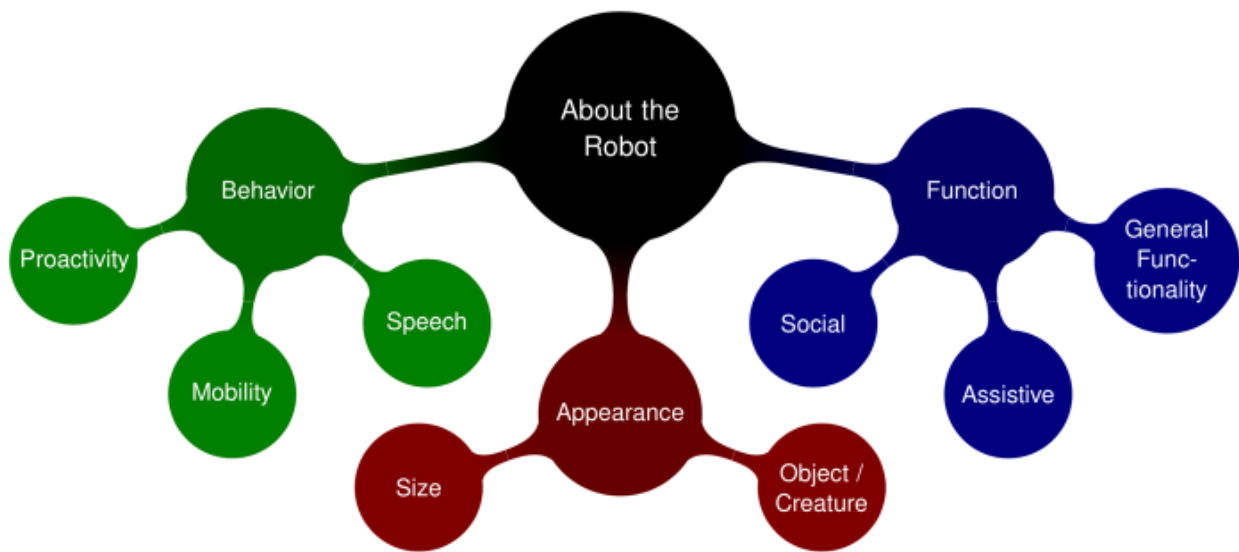 About the
Robot
Behavior
Proactivity
Mobility
Speech
Appearance
Size
Object /
Creature
Function
Social
Assistive
General
Func-
tionality